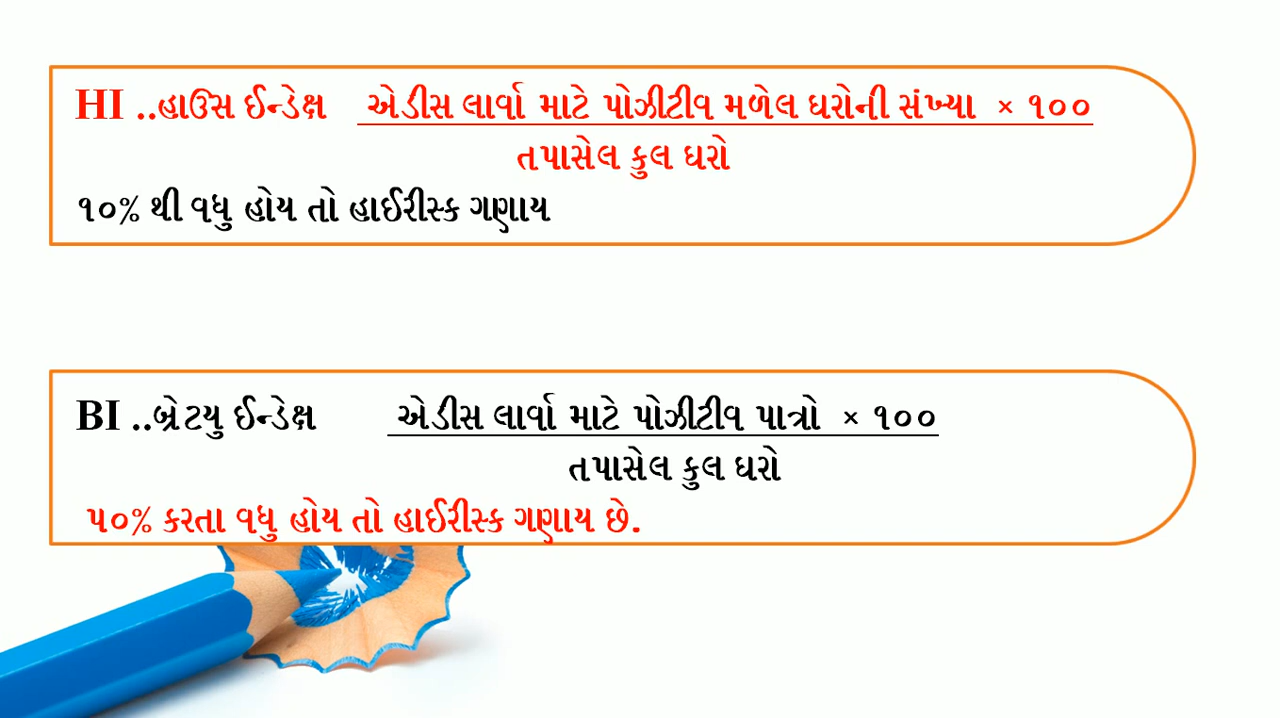 HI ..હાઉસ ઈન્ડેક્ષ એડીસ લાર્વા માટે પોઝીટીવ મળેલ ઘરોની સંખ્યા × ૧૦૦
તપાસેલ કુલ ઘરો
૧૦% થી વધુ હોય તો હાઈરીસ્ક ગણાય
BI ..બ્રેટયુ ઈન્ડેક્ષ એડીસ લાર્વા માટે પોઝીટીવ પાત્રો × ૧૦૦
તપાસેલ કુલ ઘરો
૫૦% કરતા વધુ હોય તો હાઈરીસ્ક ગણાય છે.